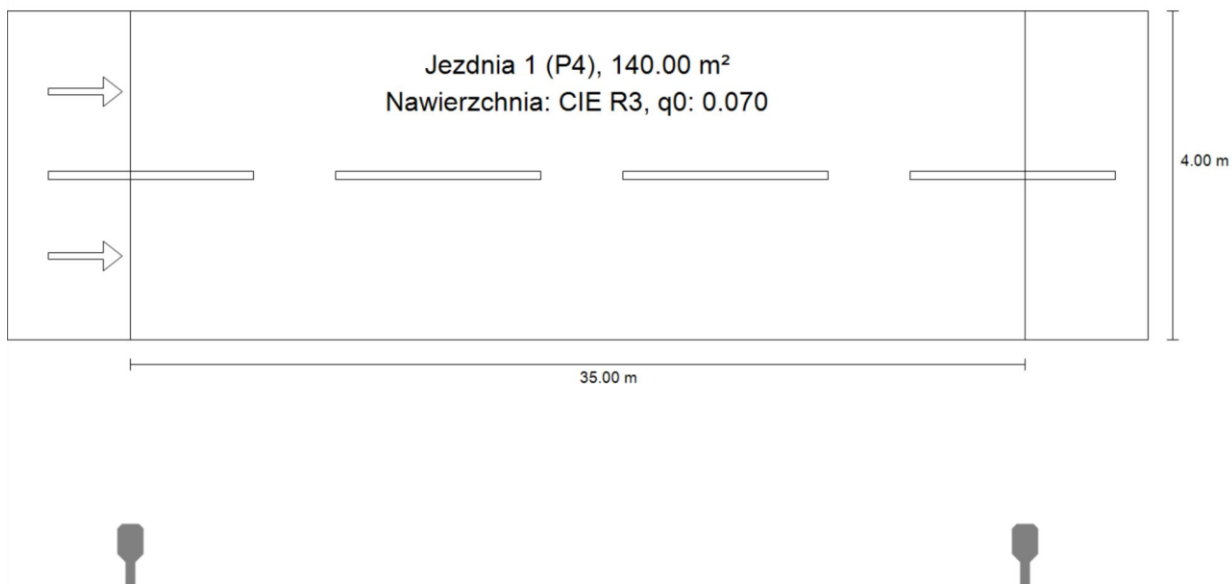 Jezdnia 1 (P4), 140.00 m²
Nawierzchnia: CIE R3, q0: 0.070
4.00 m
35.00 m